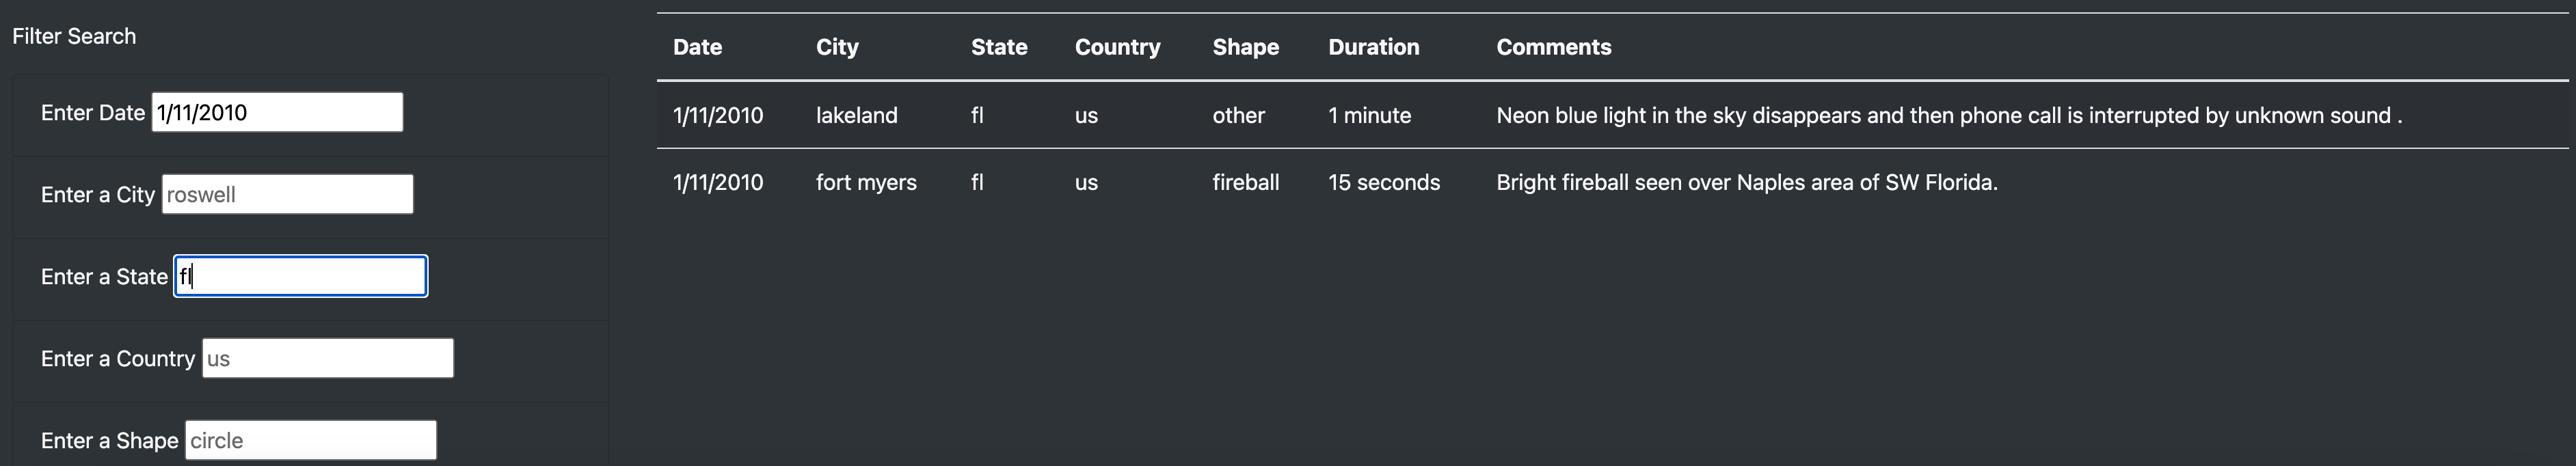 Filter Search
Enter Date 1/11/2010
Enter a City roswell
Enter a State fl
Enter a Country us
Enter a Shape circle
Date City State Country Shape Duration Comments
1/11/2010 lakeland fl us other 1 minute Neon blue light in the sky disappears and then phone call is interrupted by unknown sound .
1/11/2010 fort myers fl us fireball 15 seconds Bright fireball seen over Naples area of SW Florida.